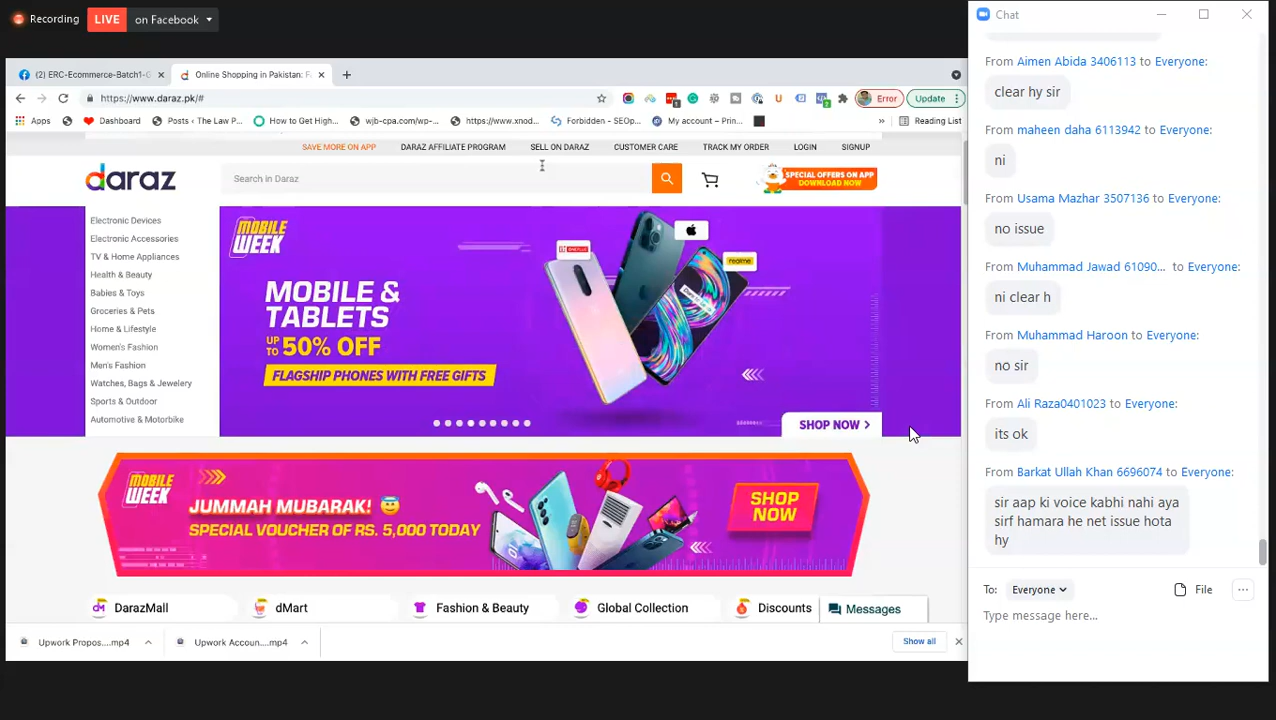 Recording
LIVE on Facebook
(2) ERC-Ecommerce-Batch1-G
Online Shopping in Pakistan: F
https://www.daraz.pk/#
Error
Update
Apps
Dashboard
Posts ‹ The Law P...
How to Get High...
wjb-cpa.com/wp-...
https://www.xnod...
Forbidden - SEOp...
My account – Prin...
»
Reading List
SAVE MORE ON APP
DARAZ AFFILIATE PROGRAM
SELL ON DARAZ
CUSTOMER CARE
TRACK MY ORDER
LOGIN
SIGNUP
daraz
Search in Daraz
SPECIAL OFFERS ON APP
DOWNLOAD NOW
Electronic Devices
Electronic Accessories
TV & Home Appliances
Health & Beauty
Babies & Toys
Groceries & Pets
Home & Lifestyle
Women's Fashion
Men's Fashion
Watches, Bags & Jewelery
Sports & Outdoor
Automotive & Motorbike
MOBILE
WEEK
MOBILE &
TABLETS
UP TO 50% OFF
FLAGSHIP PHONES WITH FREE GIFTS
realme
SHOP NOW
MOBILE
WEEK
JUMMAH MUBARAK!
SPECIAL VOUCHER OF RS. 5,000 TODAY
SHOP
NOW
DarazMall
dMart
Fashion & Beauty
Global Collection
Discounts
Messages
Upwork Propos....mp4
Upwork Accoun....mp4
Show all
Chat
From Aimen Abida 3406113 to Everyone:
clear hy sir
From maheen daha 6113942 to Everyone:
ni
From Usama Mazhar 3507136 to Everyone:
no issue
From Muhammad Jawad 61090... to Everyone:
ni clear h
From Muhammad Haroon to Everyone:
no sir
From Ali Raza0401023 to Everyone:
its ok
From Barkat Ullah Khan 6696074 to Everyone:
sir aap ki voice kabhi nahi aya
sirf hamara he net issue hota
hy
To: Everyone
File
...
Type message here...